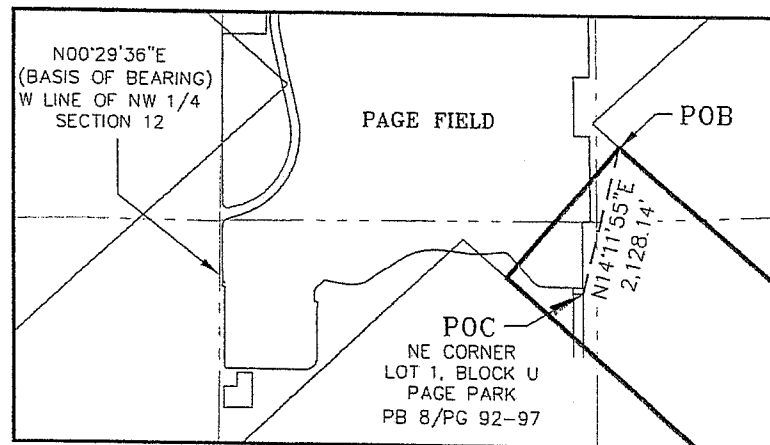 N00°29'36"E
(BASIS OF BEARING)
W LINE OF NW 1/4
SECTION 12
PAGE FIELD
POB
N14°11'55"E
2,128.14'
POC
NE CORNER
LOT 1, BLOCK U
PAGE PARK
PB 8/PG 92-97